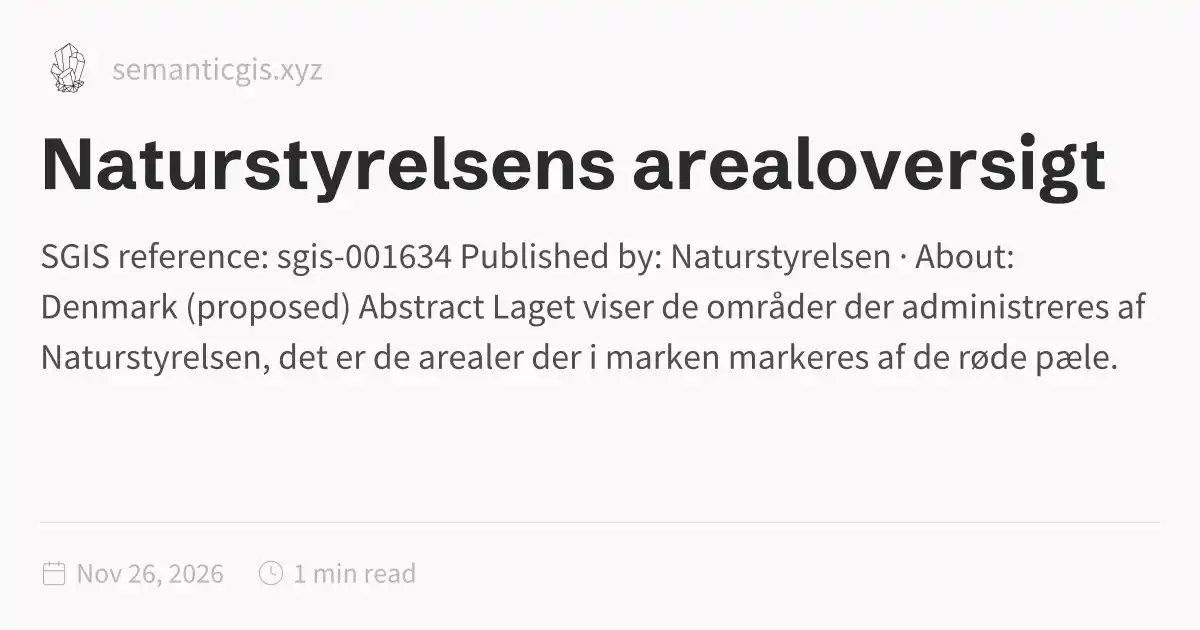 semanticgis.xyz
Naturstyrelsens arealoversigt
SGIS reference: sgis-001634 Published by: Naturstyrelsen · About:
Denmark (proposed) Abstract Laget viser de områder der administreres af
Naturstyrelsen, det er de arealer der i marken markeres af de røde pæle.
Nov 26, 2026 1 min read